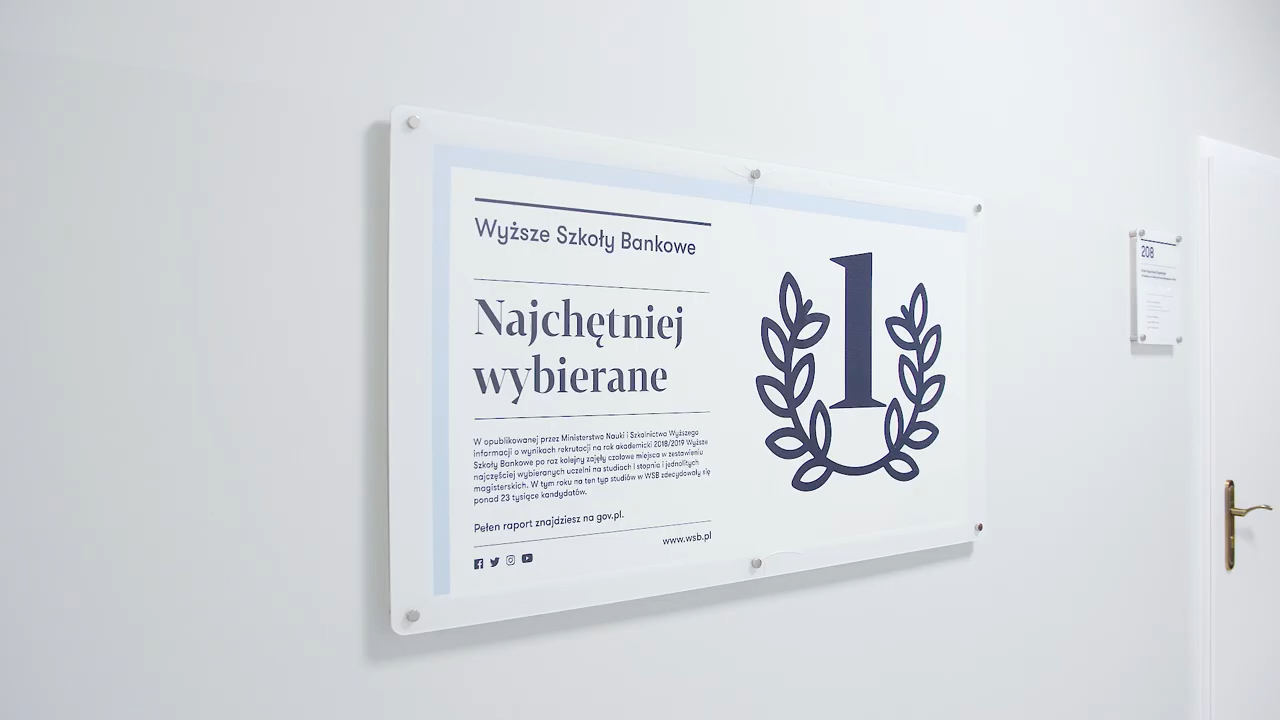 Wyższe Szkoły Bankowe
Najchętniej
wybierane
W opublikowanej przez Ministerstwo Nauki i Szkolnictwa Wyższego
informacji o wynikach rekrutacji na rok akademicki 2018/2019 Wyższe
Szkoły Bankowe po raz kolejny zajęły czołowe miejsca w zestawieniu
najczęściej wybieranych uczelni na studiach I stopnia i jednolitych
magisterskich. W tym roku na ten typ studiów w WSB zdecydowały się
ponad 23 tysiące kandydatów.
Pełen raport znajdziesz na gov.pl.
www.wsb.pl
1
208